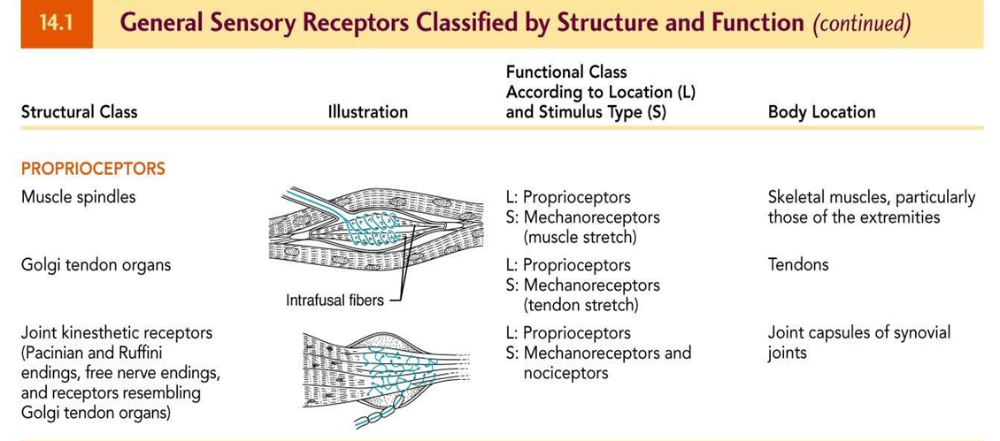 14.1
General Sensory Receptors Classified by Structure and Function (continued)
Structural Class
Illustration
Functional Class
According to Location (L)
and Stimulus Type (S)
Body Location
PROPRIOCEPTORS
Muscle spindles
L: Proprioceptors
S: Mechanoreceptors
(muscle stretch)
Skeletal muscles, particularly
those of the extremities
Golgi tendon organs
Intrafusal fibers
L: Proprioceptors
S: Mechanoreceptors
(tendon stretch)
Tendons
Joint kinesthetic receptors
(Pacinian and Ruffini
endings, free nerve endings,
and receptors resembling
Golgi tendon organs)
L: Proprioceptors
S: Mechanoreceptors and
nociceptors
Joint capsules of synovial
joints